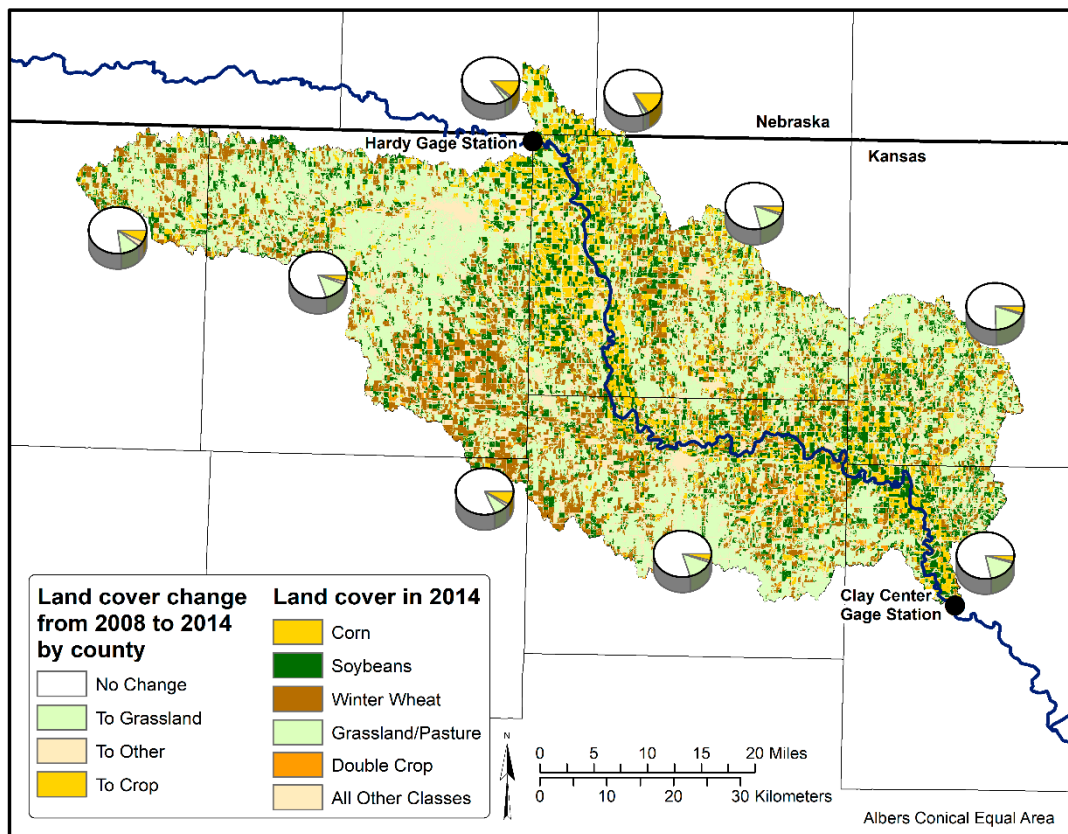 Nebraska
Hardy Gage Station
Kansas
Clay Center
Gage Station
Land cover change
from 2008 to 2014
by county
No Change
To Grassland
To Other
To Crop
Land cover in 2014
Corn
Soybeans
Winter Wheat
Grassland/Pasture
Double Crop
All Other Classes
N
0 5 10 15 20 Miles
0 10 20 30 Kilometers
Albers Conical Equal Area